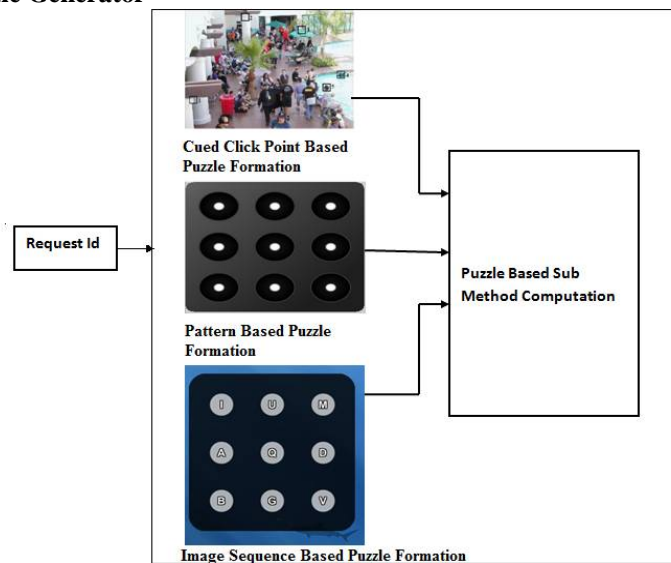 Cued Click Point Based
Puzzle Formation
Request Id
Puzzle Based Sub
Method Computation
Pattern Based Puzzle
Formation
I U M
A Q D
B G V
Image Sequence Based Puzzle Formation